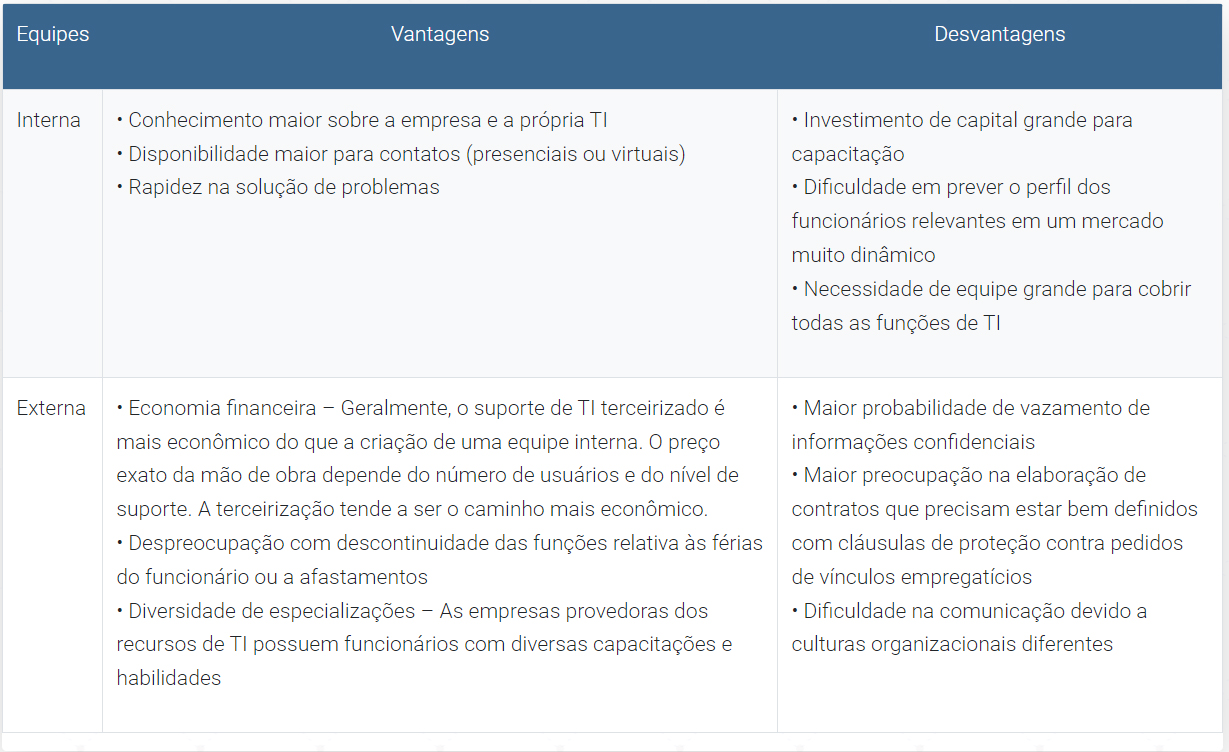 Equipes Vantagens Desvantagens
Interna
• Conhecimento maior sobre a empresa e a própria TI
• Disponibilidade maior para contatos (presenciais ou virtuais)
• Rapidez na solução de problemas
• Investimento de capital grande para
capacitação
• Dificuldade em prever o perfil dos
funcionários relevantes em um mercado
muito dinâmico
• Necessidade de equipe grande para cobrir
todas as funções de TI
Externa
• Economia financeira – Geralmente, o suporte de TI terceirizado é
mais econômico do que a criação de uma equipe interna. O preço
exato da mão de obra depende do número de usuários e do nível de
suporte. A terceirização tende a ser o caminho mais econômico.
• Despreocupação com descontinuidade das funções relativa às férias
do funcionário ou a afastamentos
• Diversidade de especializações – As empresas provedoras dos
recursos de TI possuem funcionários com diversas capacitações e
habilidades
• Maior probabilidade de vazamento de
informações confidenciais
• Maior preocupação na elaboração de
contratos que precisam estar bem definidos
com cláusulas de proteção contra pedidos
de vínculos empregatícios
• Dificuldade na comunicação devido a
culturas organizacionais diferentes